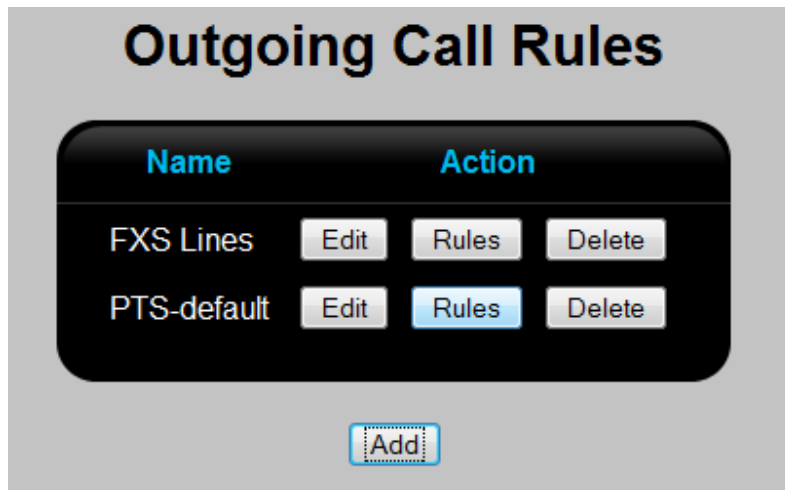 Outgoing Call Rules
Name Action
FXS Lines Edit Rules Delete
PTS-default Edit Rules Delete
Add